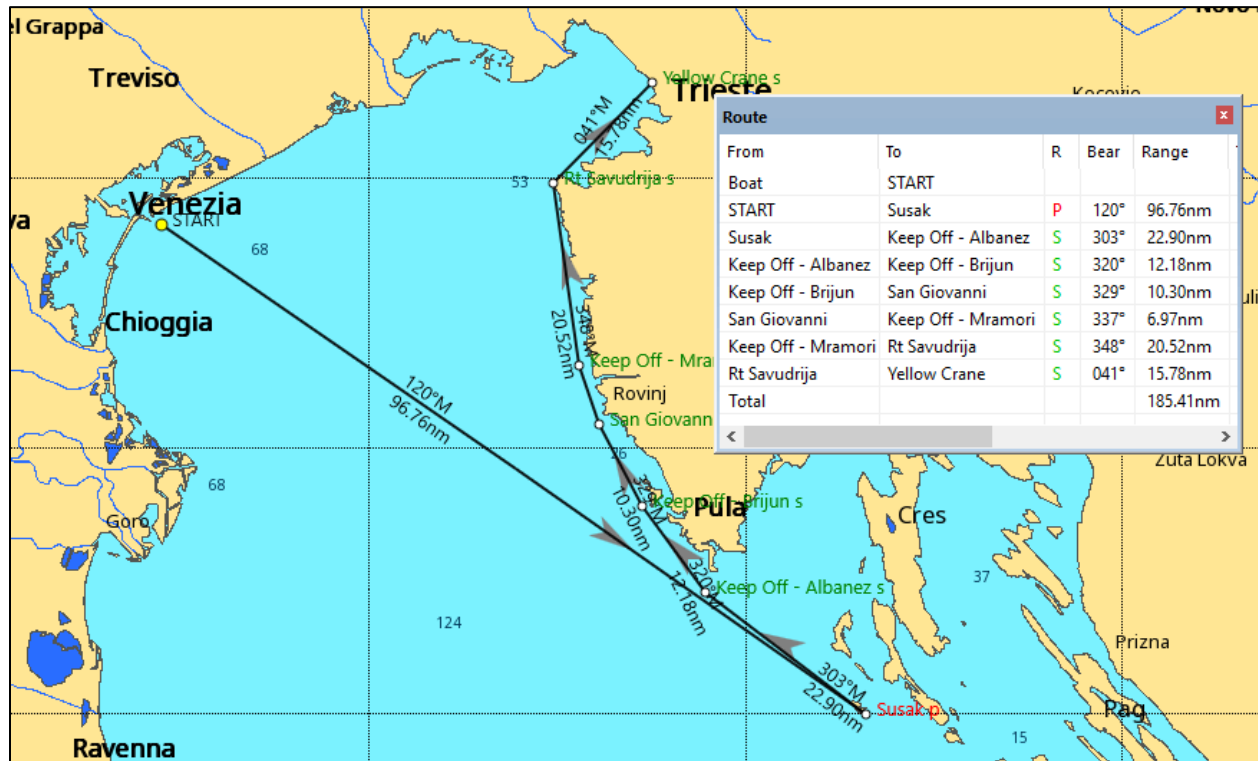 el Grappa
Treviso
Yellow Crane s
Trieste
Kocevje
041°M
15.78nm
Route
From To R Bear Range
Boat START
START Susak P 120° 96.76nm
Susak Keep Off - Albanez S 303° 22.90nm
Keep Off - Albanez Keep Off - Brijun S 320° 12.18nm
Keep Off - Brijun San Giovanni S 329° 10.30nm
San Giovanni Keep Off - Mramori S 337° 6.97nm
Keep Off - Mramori Rt Savudrija S 348° 20.52nm
Rt Savudrija Yellow Crane S 041° 15.78nm
Total 185.41nm
53
Rt Savudrija s
Venezia
START
68
348°M
20.52nm
Chioggia
Keep Off - Mra
Rovinj
120°M
96.76nm
San Giovann
26
Zuta Lokva
68
329°M
10.30nm
Keep Off - Brijun s
Pula
Goro
Cres
320°M
12.18nm
Keep Off - Albanez s
37
124
Prizna
303°M
22.90nm
Susak p
Pag
15
Ravenna